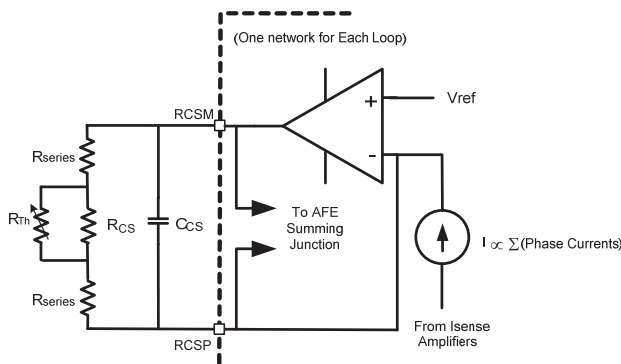 (One network for Each Loop)
RCSM
+
Vref
Rseries
-
RTh
RCS
CCS
To AFE
Summing
Junction
I ∝ Σ(Phase Currents)
Rseries
RCSP
From Isense
Amplifiers